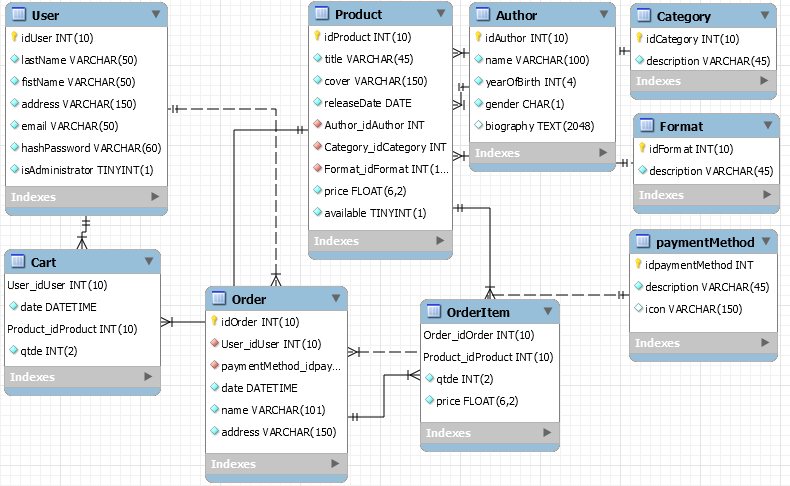 User
idUser INT(10)
lastName VARCHAR(50)
fistName VARCHAR(50)
address VARCHAR(150)
email VARCHAR(50)
hashPassword VARCHAR(60)
isAdministrator TINYINT(1)
Indexes
Product
idProduct INT(10)
title VARCHAR(45)
cover VARCHAR(150)
releaseDate DATE
Author_idAuthor INT
Category_idCategory INT
Format_idFormat INT(1...
price FLOAT(6,2)
available TINYINT(1)
Indexes
Author
idAuthor INT(10)
name VARCHAR(100)
yearOfBirth INT(4)
gender CHAR(1)
biography TEXT(2048)
Indexes
Category
idCategory INT(10)
description VARCHAR(45)
Indexes
Format
idFormat INT(10)
description VARCHAR(45)
Indexes
paymentMethod
idpaymentMethod INT
description VARCHAR(45)
icon VARCHAR(150)
Indexes
Cart
User_idUser INT(10)
date DATETIME
Product_idProduct INT(10)
qtde INT(2)
Indexes
Order
idOrder INT(10)
User_idUser INT(10)
paymentMethod_idpay...
date DATETIME
name VARCHAR(101)
address VARCHAR(150)
Indexes
OrderItem
Order_idOrder INT(10)
Product_idProduct INT(10)
qtde INT(2)
price FLOAT(6,2)
Indexes